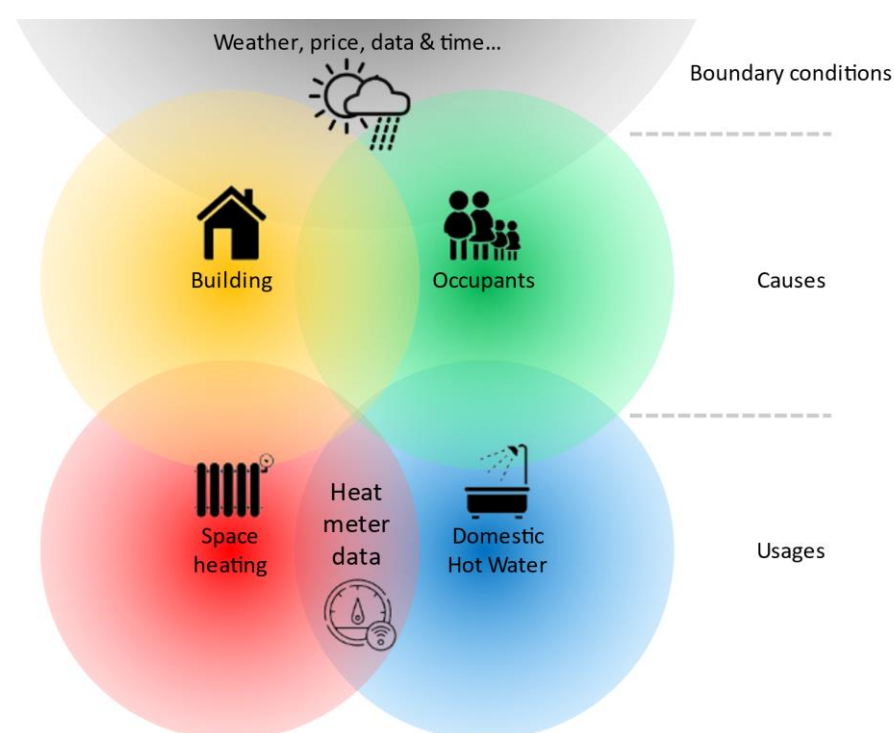 Weather, price, data & time...
Boundary conditions
Building
Occupants
Causes
Heat
meter
data
Space
heating
Domestic
Hot Water
Usages